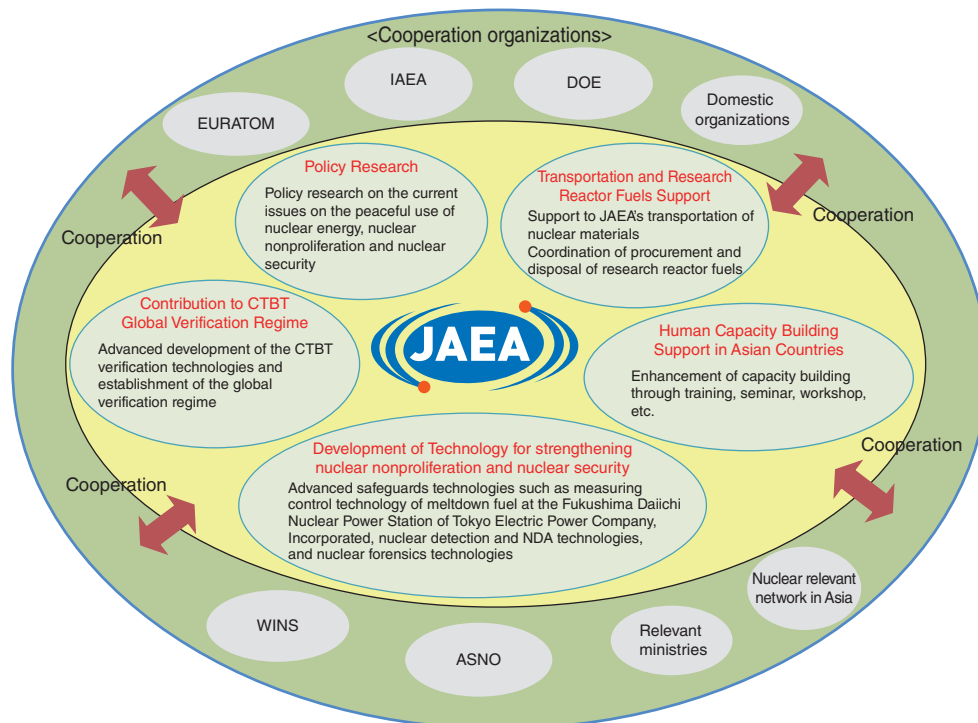 <Cooperation organizations>
IAEA
DOE
EURATOM
Domestic
organizations
Policy Research
Policy research on the current
issues on the peaceful use of
nuclear energy, nuclear
nonproliferation and nuclear
security
Transportation and Research
Reactor Fuels Support
Support to JAEA's transportation of
nuclear materials
Coordination of procurement and
disposal of research reactor fuels
Cooperation
Cooperation
Contribution to CTBT
Global Verification Regime
Advanced development of the CTBT
verification technologies and
establishment of the global
verification regime
JAEA
Human Capacity Building
Support in Asian Countries
Enhancement of capacity building
through training, seminar, workshop,
etc.
Development of Technology for strengthening
nuclear nonproliferation and nuclear security
Advanced safeguards technologies such as measuring
control technology of meltdown fuel at the Fukushima Daiichi
Nuclear Power Station of Tokyo Electric Power Company,
Incorporated, nuclear detection and NDA technologies,
and nuclear forensics technologies
Cooperation
Cooperation
WINS
ASNO
Relevant
ministries
Nuclear relevant
network in Asia